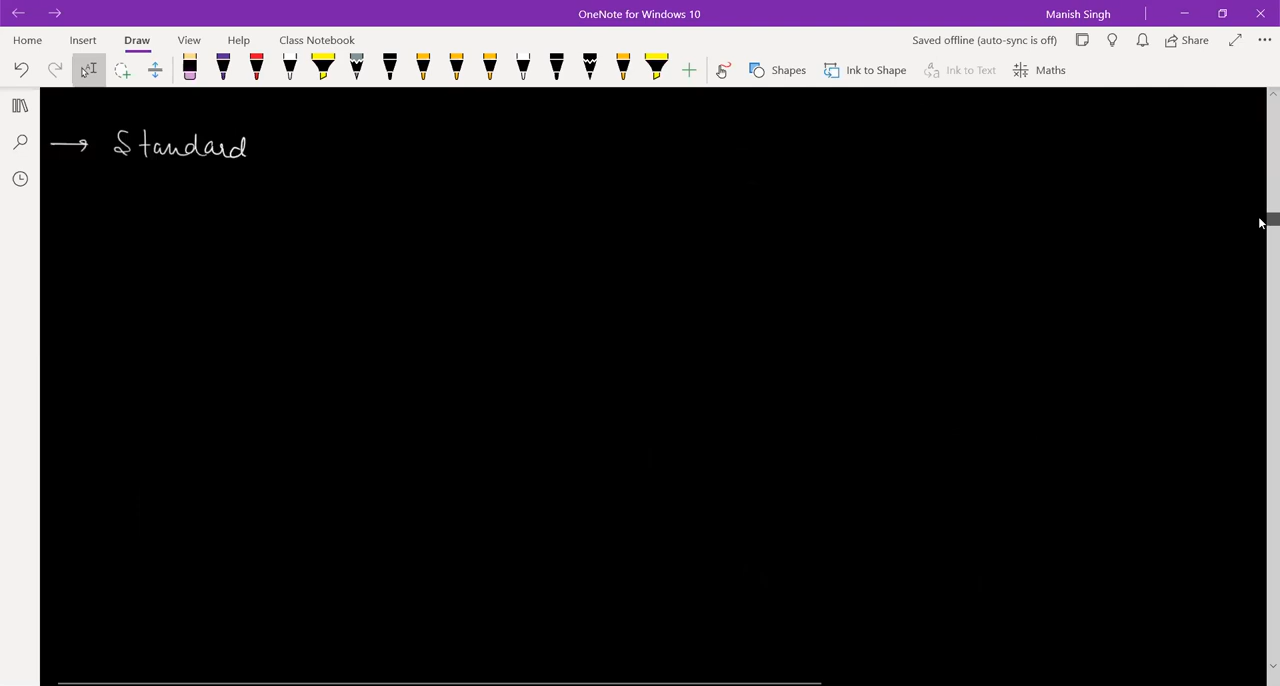 OneNote for Windows 10
Manish Singh
Home Insert Draw View Help Class Notebook
Saved offline (auto-sync is off) Share
Shapes Ink to Shape Ink to Text Maths
→ Standard